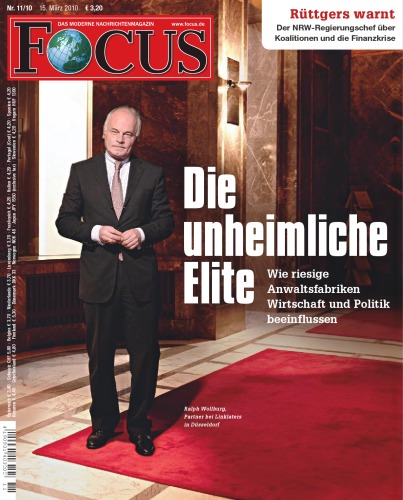 Nr. 11/10 15. März 2010 € 3,20
DAS MODERNE NACHRICHTENMAGAZIN www.focus.de
FOCUS
Rüttgers warnt
Der NRW-Regierungschef über
Koalitionen und die Finanzkrise
Die
unheimliche
Elite
Wie riesige
Anwaltsfabriken
Wirtschaft und Politik
beeinflussen
Ralph Wollburg,
Partner bei Linklaters
in Düsseldorf